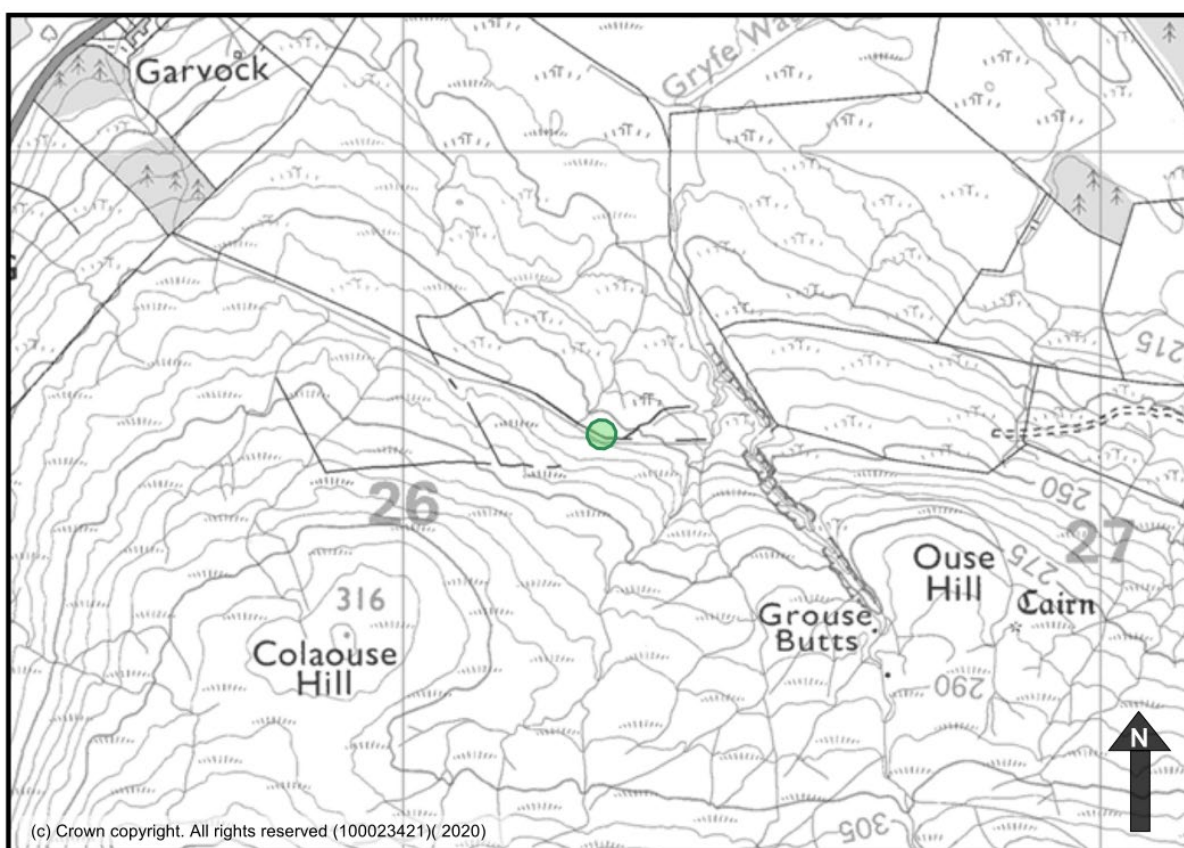 Garvock
Gryfe Wa
215
26
250
27
Ouse
Hill
275
Cairn
316
Grouse
Butts
Colaouse
Hill
290
N
305
(c) Crown copyright. All rights reserved (100023421)( 2020)